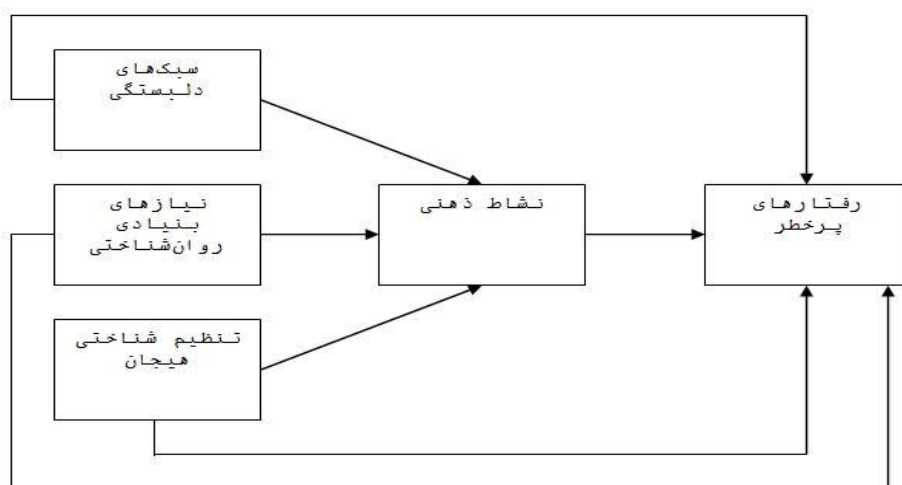 سبک‌های
دلبستگی
نیازهای
بنیادی
روان‌شناختی
تنظیم شناختی
هیجان
نشاط ذهنی
رفتارهای
پرخطر